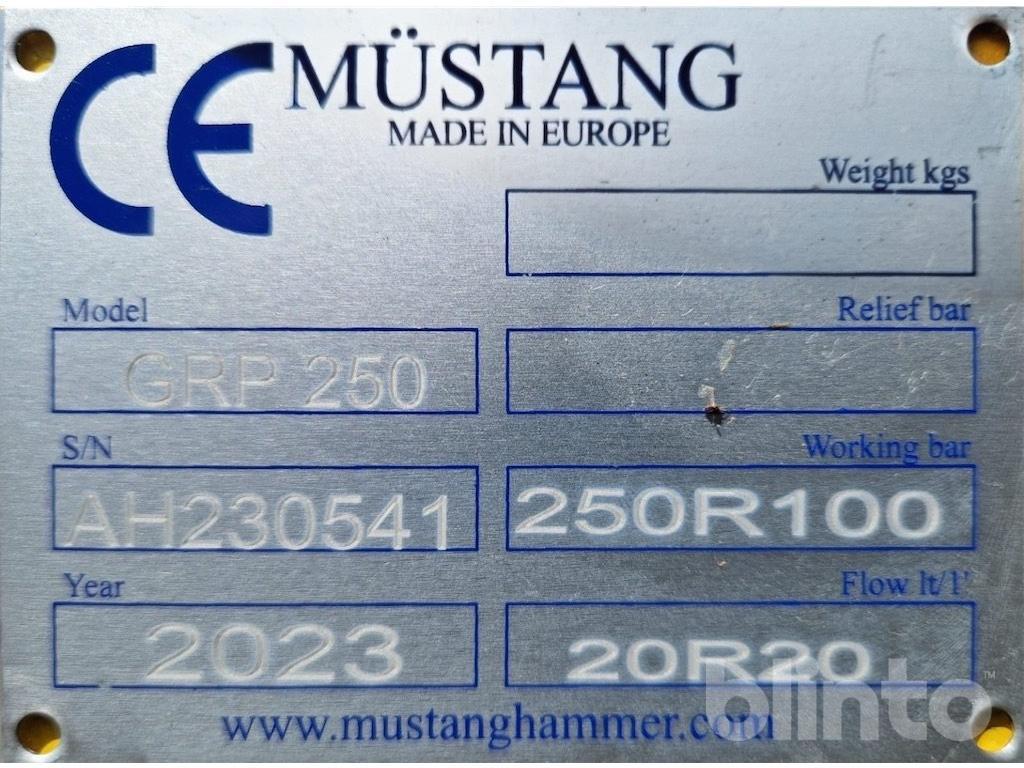 CE MÜSTANG
MADE IN EUROPE
Weight kgs
Model
Relief bar
GRP 250
S/N
Working bar
AH230541
250R100
Year
Flow lt/1'
2023
20R20
www.mustanghammer.com
blinto™